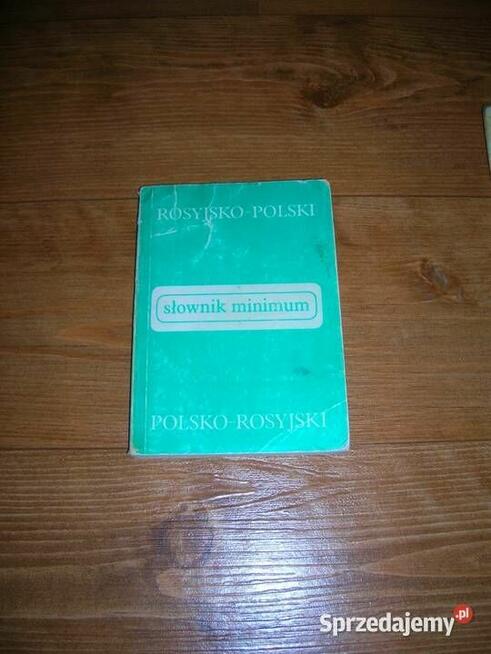 ROSYJSKO-POLSKI
słownik minimum
POLSKO-ROSYJSKI
Sprzedajemy.pl